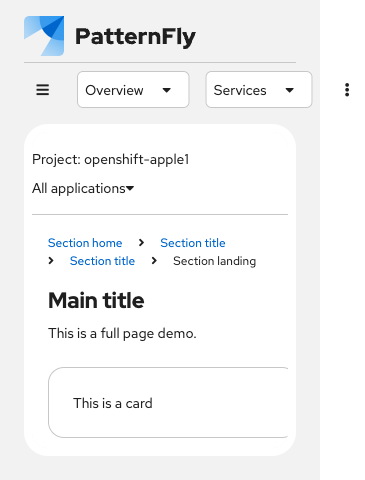 PatternFly
Overview Services
Project: openshift-apple1
All applications
Section home Section title
Section title Section landing
Main title
This is a full page demo.
This is a card